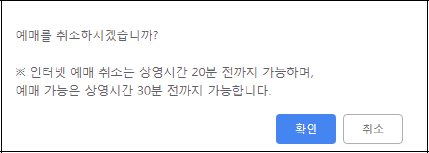 예매를 취소하시겠습니까?
※ 인터넷 예매 취소는 상영시간 20분 전까지 가능하며,
예매 가능은 상영시간 30분 전까지 가능합니다.
확인
취소